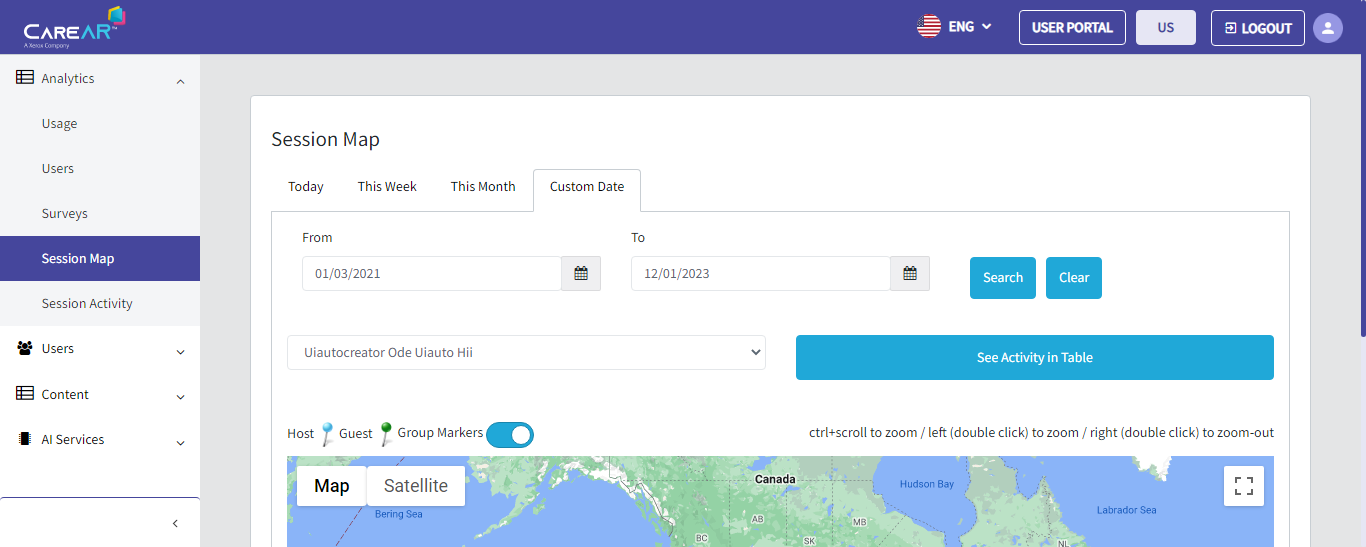 CAREAR™
A Xerox Company
ENG
USER PORTAL
US
LOGOUT
Analytics
Usage
Users
Surveys
Session Map
Session Activity
Users
Content
AI Services
Session Map
Today This Week This Month Custom Date
From To
01/03/2021 12/01/2023 Search Clear
Uiautocreator Ode Uiauto Hii See Activity in Table
Host Guest Group Markers ctrl+scroll to zoom / left (double click) to zoom / right (double click) to zoom-out
Map Satellite
Canada
Hudson Bay
Bering Sea
Labrador Sea
AB
MB
BC
SK
NL